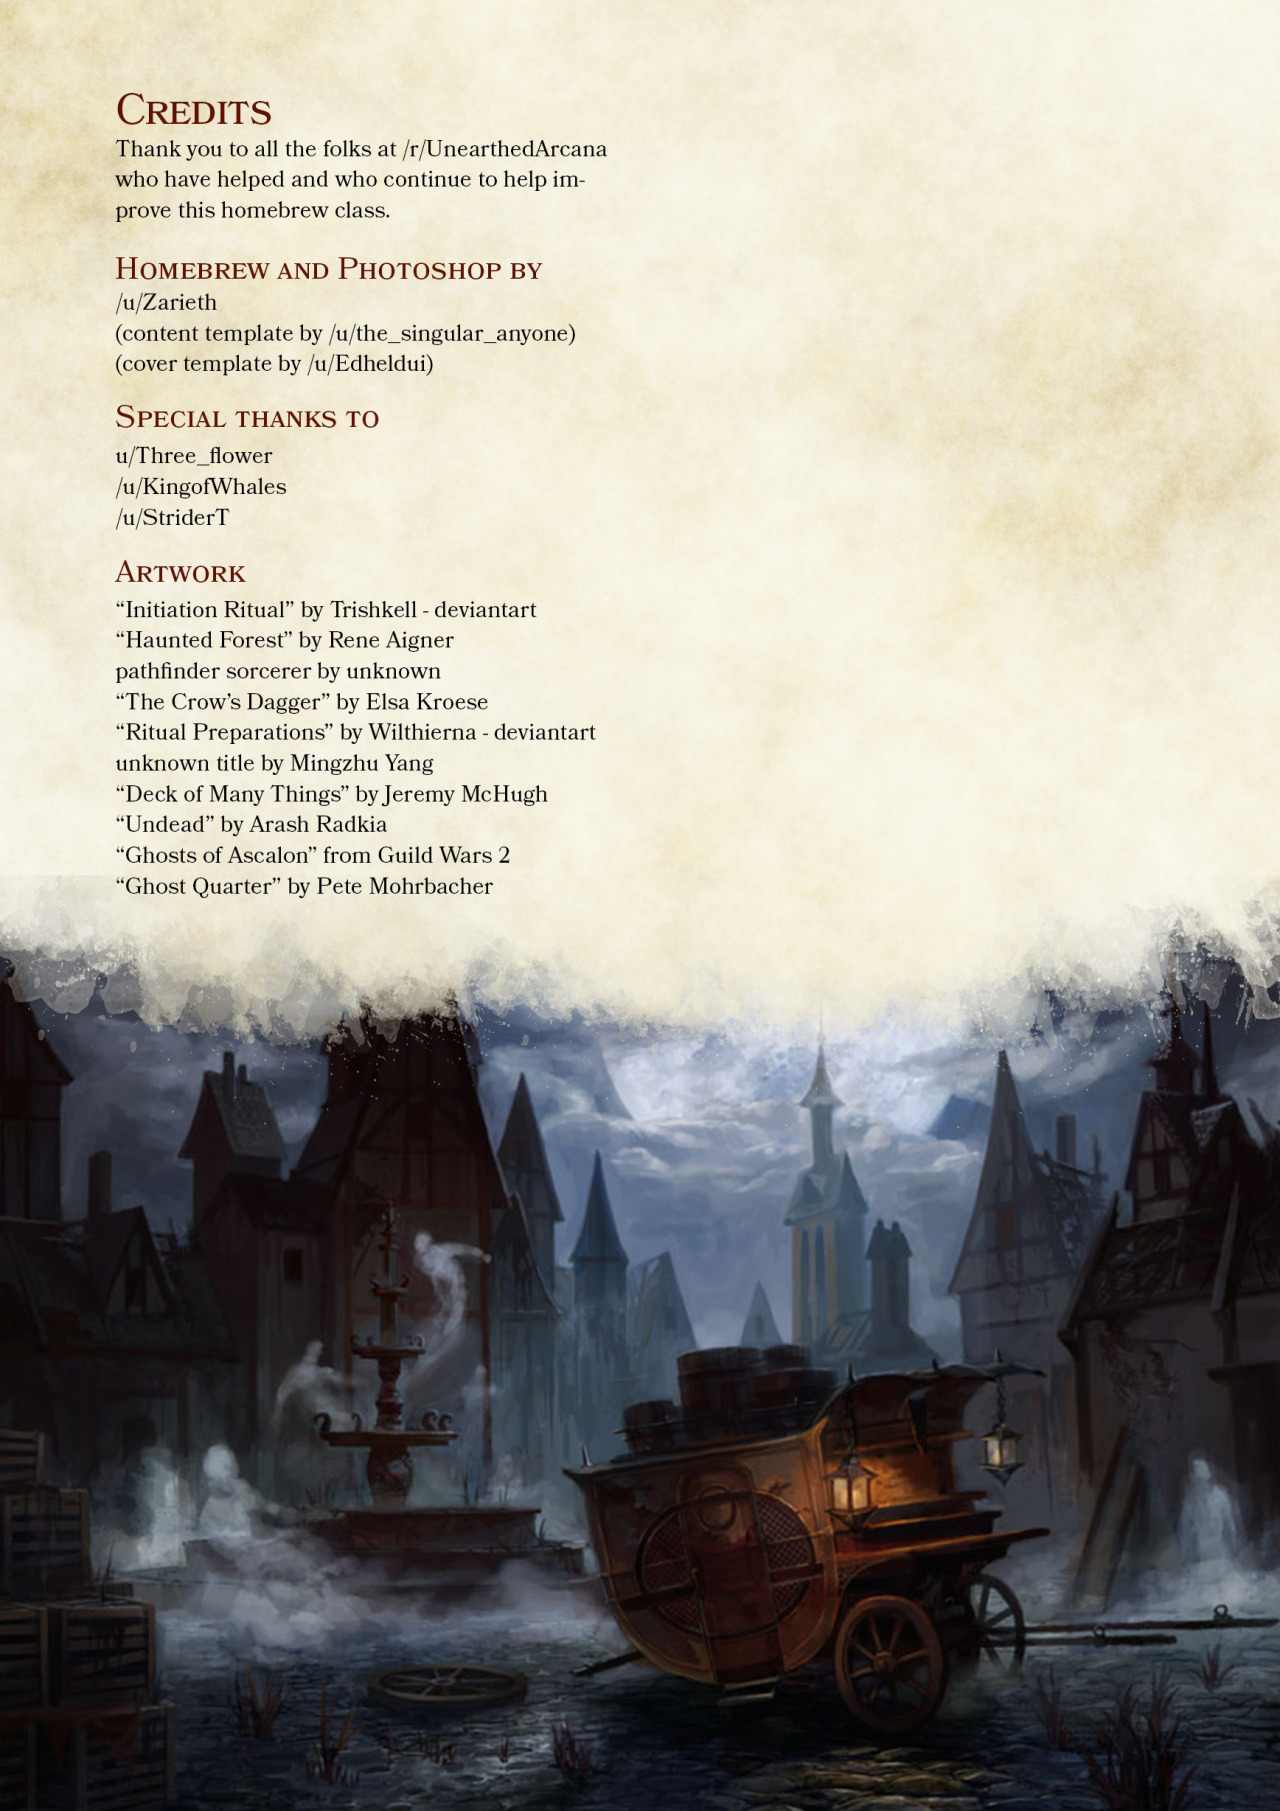 Credits
Thank you to all the folks at /r/UnearthedArcana
who have helped and who continue to help im-
prove this homebrew class.
Homebrew and Photoshop by
/u/Zarieth
(content template by /u/the_singular_anyone)
(cover template by /u/Edheldui)
Special thanks to
u/Three_flower
/u/KingofWhales
/u/StriderT
Artwork
“Initiation Ritual” by Trishkell - deviantart
“Haunted Forest” by Rene Aigner
pathfinder sorcerer by unknown
“The Crow’s Dagger” by Elsa Kroese
“Ritual Preparations” by Wilthierna - deviantart
unknown title by Mingzhu Yang
“Deck of Many Things” by Jeremy McHugh
“Undead” by Arash Radkia
“Ghosts of Ascalon” from Guild Wars 2
“Ghost Quarter” by Pete Mohrbacher